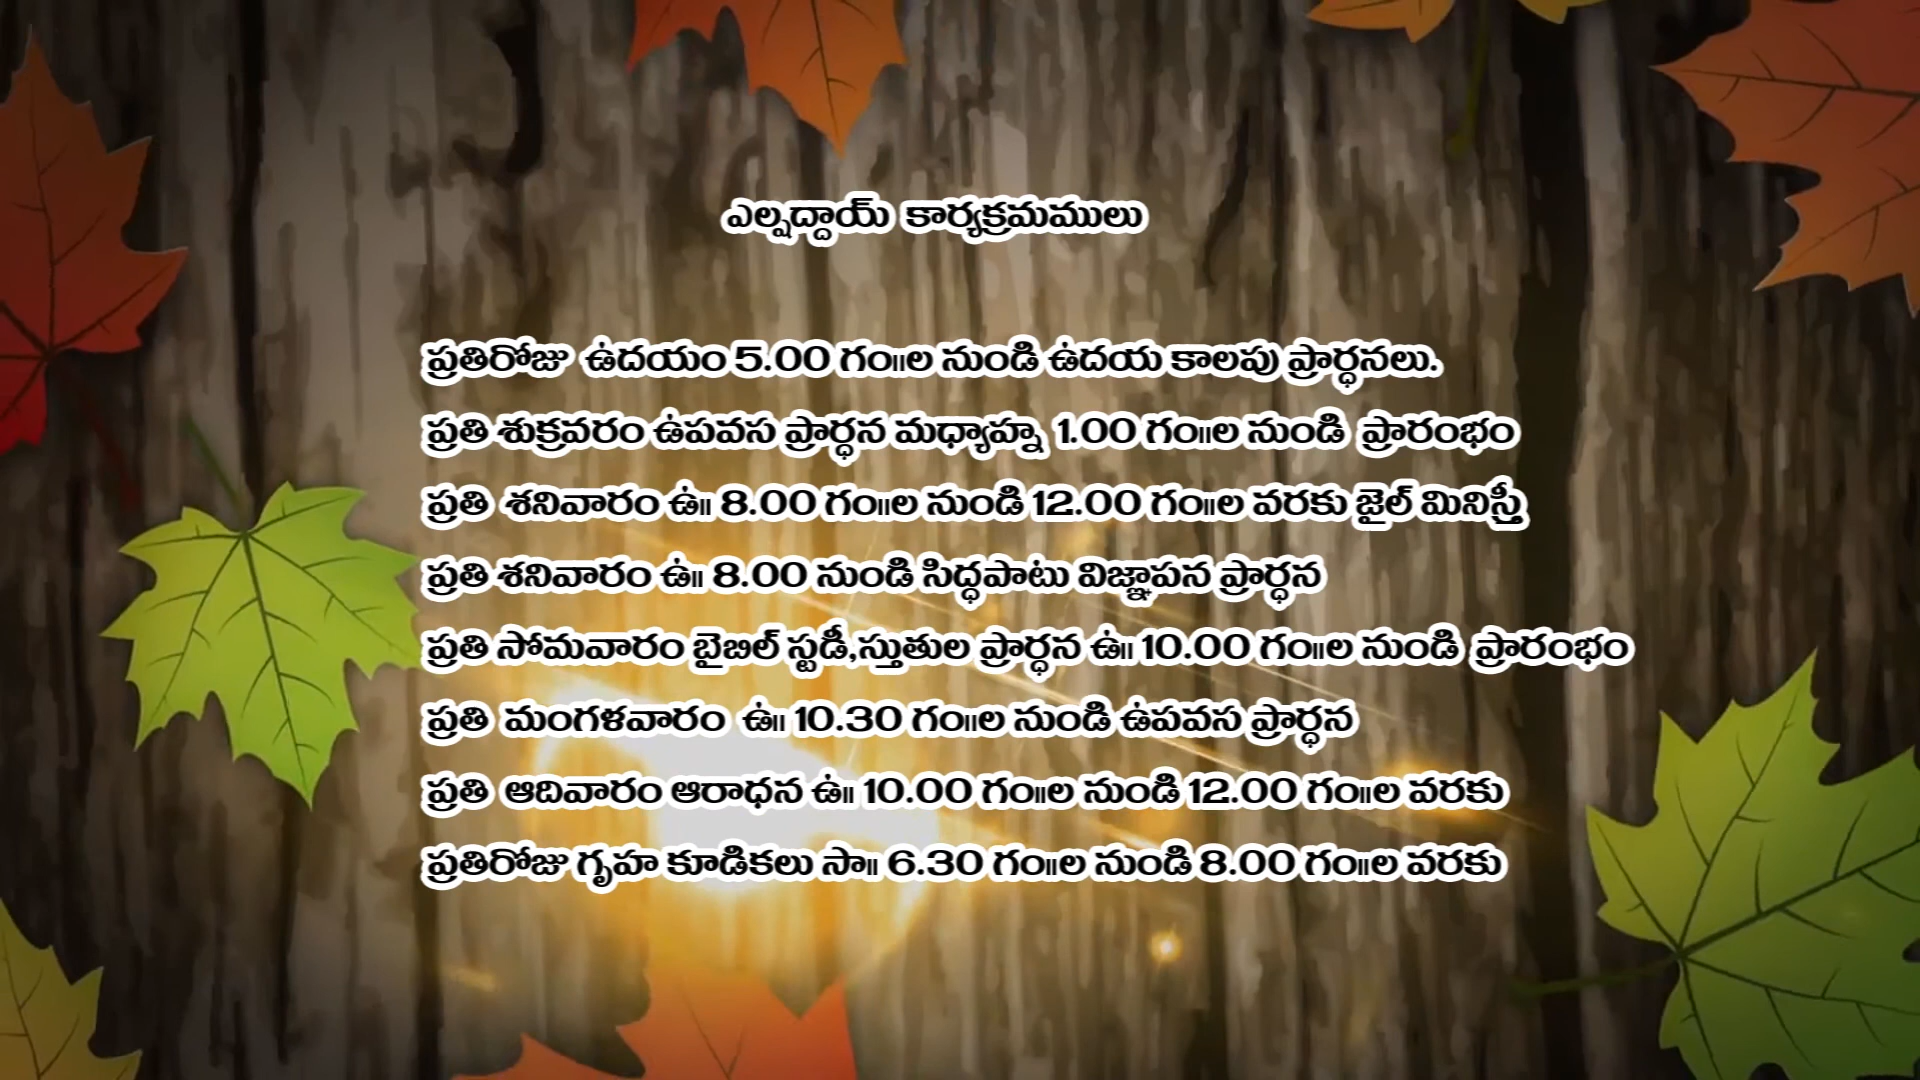 ఎల్షద్దాయ్ కార్యక్రమములు
ప్రతిరోజు ఉదయం 5.00 గం॥ల నుండి ఉదయ కాలపు ప్రార్ధనలు.
ప్రతి శుక్రవరం ఉపవస ప్రార్ధన మధ్యాహ్న 1.00 గం॥ల నుండి ప్రారంభం
ప్రతి శనివారం ఉ॥ 8.00 గం॥ల నుండి 12.00 గం॥ల వరకు జైల్ మినిస్త్రీ
ప్రతి శనివారం ఉ॥ 8.00 నుండి సిద్ధపాటు విజ్ఞాపన ప్రార్ధన
ప్రతి సోమవారం బైబిల్ స్టడీ,స్తుతుల ప్రార్ధన ఉ॥ 10.00 గం॥ల నుండి ప్రారంభం
ప్రతి మంగళవారం ఉ॥ 10.30 గం॥ల నుండి ఉపవస ప్రార్ధన
ప్రతి ఆదివారం ఆరాధన ఉ॥ 10.00 గం॥ల నుండి 12.00 గం॥ల వరకు
ప్రతిరోజు గృహ కూడికలు సా॥ 6.30 గం॥ల నుండి 8.00 గం॥ల వరకు